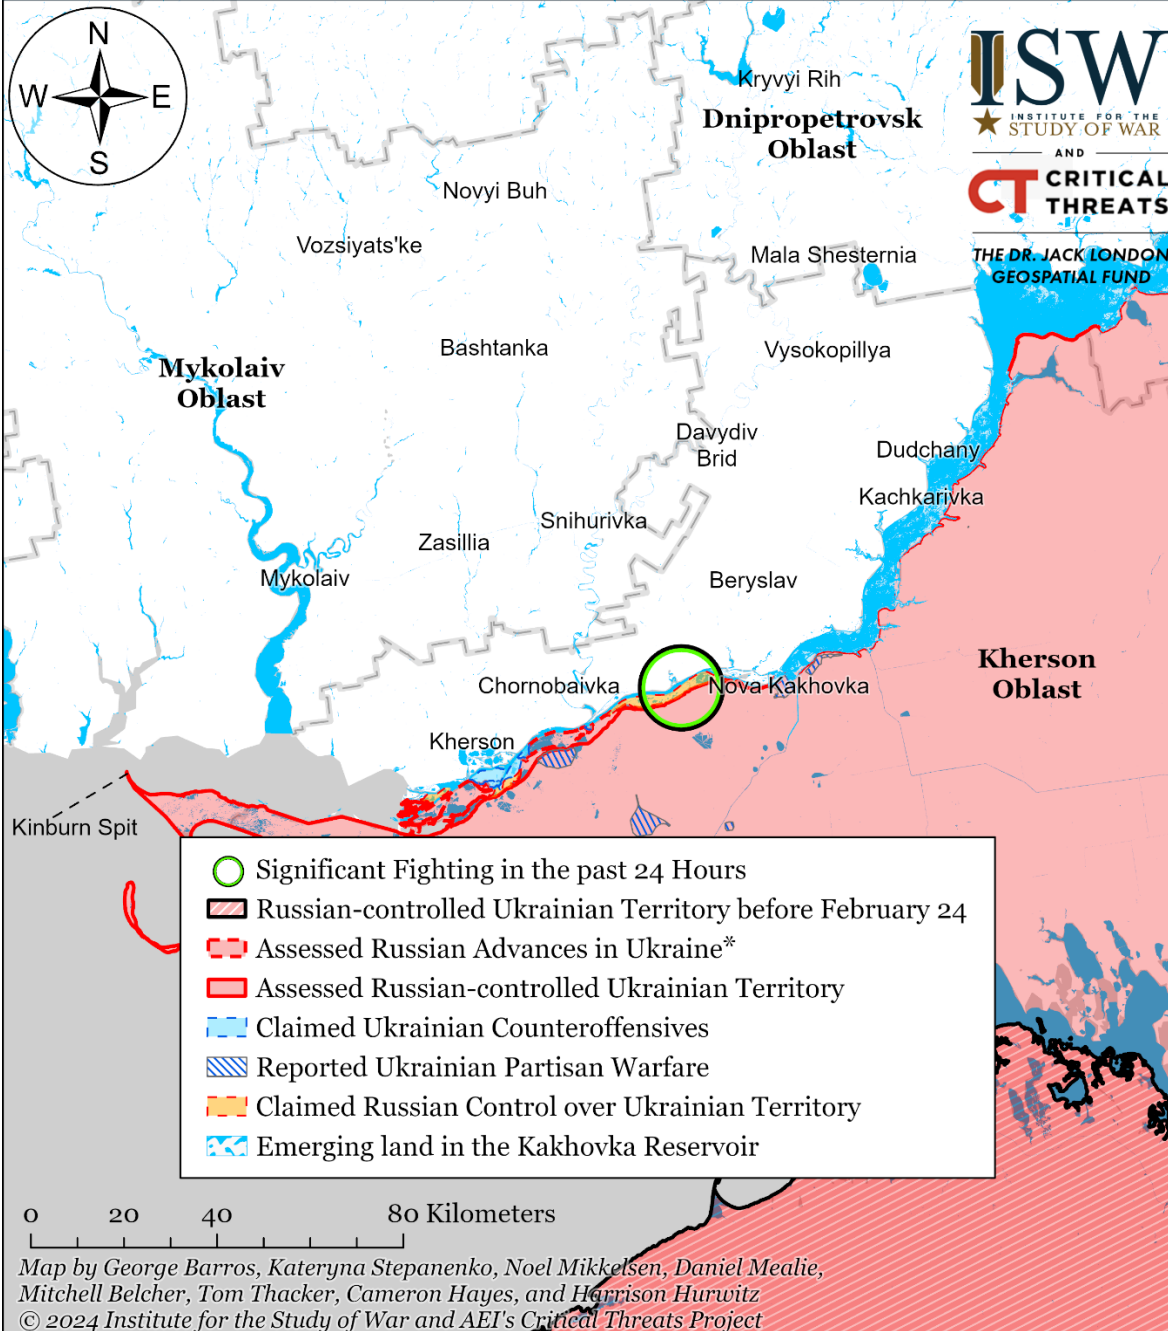 N
W
E
S
ISW
INSTITUTE FOR THE
STUDY OF WAR
AND
CT CRITICAL
THREATS
THE DR. JACK LONDON
GEOSPATIAL FUND
Kryvyi Rih
Dnipropetrovsk
Oblast
Novyi Buh
Vozsiyats'ke
Mala Shesternia
Bashtanka
Vysokopillya
Mykolaiv
Oblast
Davydiv
Brid
Dudchany
Kachkarivka
Snihurivka
Zasillia
Mykolaiv
Beryslav
Kherson
Oblast
Chornobaivka
Nova Kakhovka
Kherson
Kinburn Spit
Significant Fighting in the past 24 Hours
Russian-controlled Ukrainian Territory before February 24
Assessed Russian Advances in Ukraine*
Assessed Russian-controlled Ukrainian Territory
Claimed Ukrainian Counteroffensives
Reported Ukrainian Partisan Warfare
Claimed Russian Control over Ukrainian Territory
Emerging land in the Kakhovka Reservoir
0 20 40 80 Kilometers
Map by George Barros, Kateryna Stepanenko, Noel Mikkelsen, Daniel Mealie,
Mitchell Belcher, Tom Thacker, Cameron Hayes, and Harrison Hurwitz
© 2024 Institute for the Study of War and AEI's Critical Threats Project